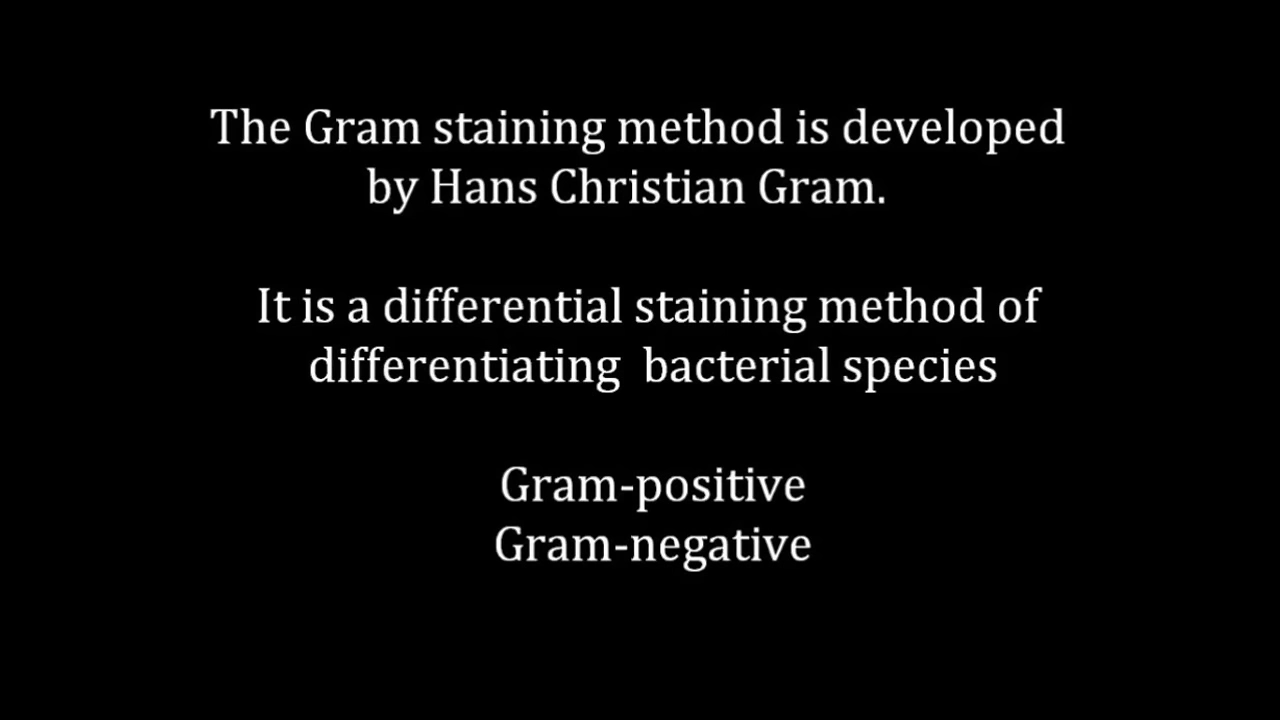 The Gram staining method is developed
by Hans Christian Gram.
It is a differential staining method of
differentiating  bacterial species
Gram-positive
Gram-negative